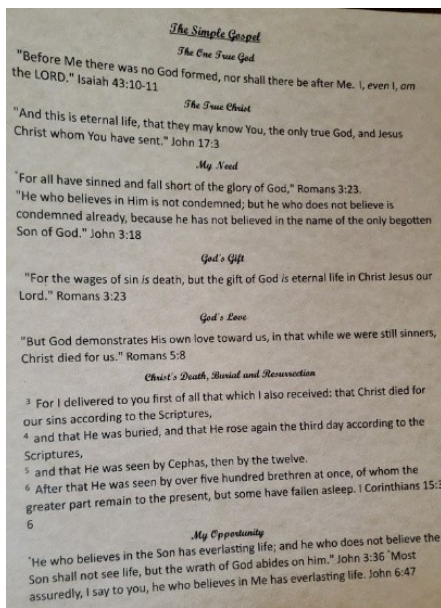 The Simple Gospel
The One True God
"Before Me there was no God formed, nor shall there be after Me. I, even I, am
the LORD." Isaiah 43:10-11
The True Christ
"And this is eternal life, that they may know You, the only true God, and Jesus
Christ whom You have sent." John 17:3
My Need
"For all have sinned and fall short of the glory of God," Romans 3:23.
"He who believes in Him is not condemned; but he who does not believe is
condemned already, because he has not believed in the name of the only begotten
Son of God." John 3:18
God's Gift
"For the wages of sin is death, but the gift of God is eternal life in Christ Jesus our
Lord." Romans 3:23
God's Love
"But God demonstrates His own love toward us, in that while we were still sinners,
Christ died for us." Romans 5:8
Christ's Death, Burial and Resurrection
3 For I delivered to you first of all that which I also received: that Christ died for
our sins according to the Scriptures,
4 and that He was buried, and that He rose again the third day according to the
Scriptures,
5 and that He was seen by Cephas, then by the twelve.
6 After that He was seen by over five hundred brethren at once, of whom the
greater part remain to the present, but some have fallen asleep. I Corinthians 15:3
6
My Opportunity
"He who believes in the Son has everlasting life; and he who does not believe the
Son shall not see life, but the wrath of God abides on him." John 3:36 "Most
assuredly, I say to you, he who believes in Me has everlasting life. John 6:47